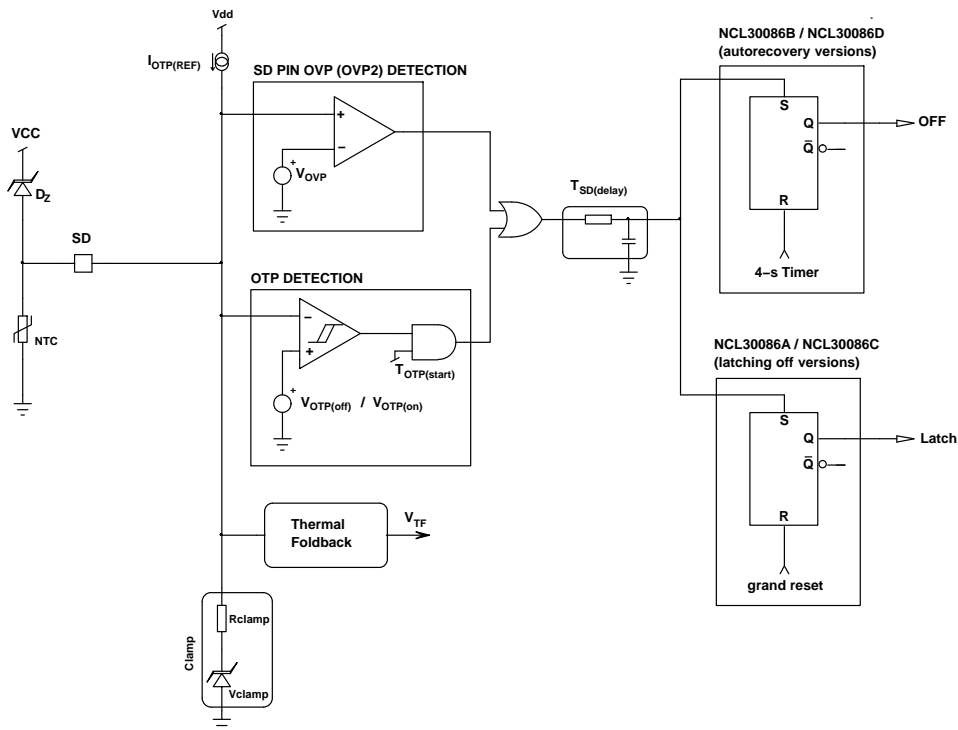 Vdd
I OTP(REF)
SD PIN OVP (OVP2) DETECTION
+
−
+
VOVP
VCC
DZ
SD
NTC
OTP DETECTION
−
+
TOTP(start)
+
VOTP(off) / VOTP(on)
TSD(delay)
NCL30086B / NCL30086D
(autorecovery versions)
S
Q
OFF
Q̅
R
4−s Timer
NCL30086A / NCL30086C
(latching off versions)
S
Q
Latch
Q̅
R
grand reset
Thermal
Foldback
VTF
Clamp
Rclamp
Vclamp